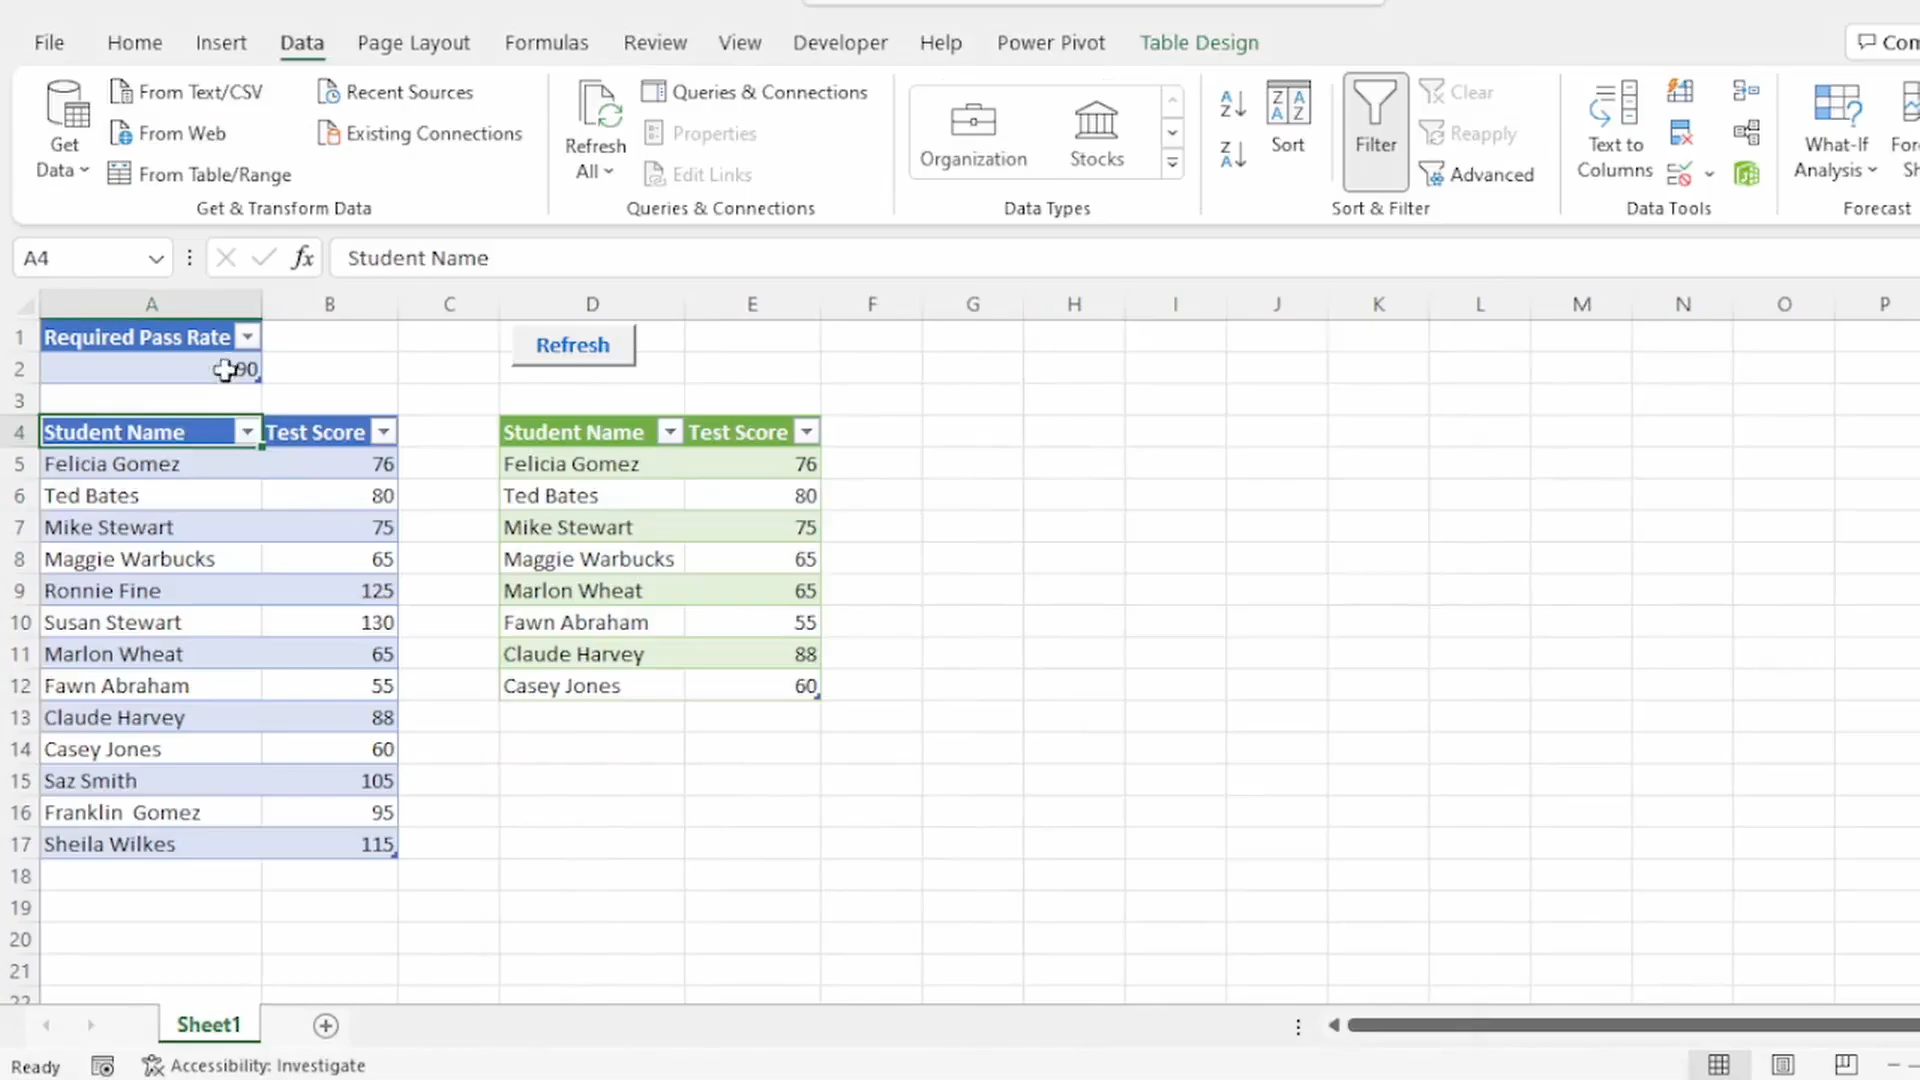 File Home Insert Data Page Layout Formulas Review View Developer Help Power Pivot Table Design
Get Data
From Text/CSV
From Web
From Table/Range
Recent Sources
Existing Connections
Get & Transform Data
Refresh All
Queries & Connections
Properties
Edit Links
Queries & Connections
Organization
Stocks
Data Types
Sort
Filter
Clear
Reapply
Advanced
Sort & Filter
Text to Columns
Data Tools
What-If Analysis
Forecast
A4 fx Student Name
A B C D E F G H I J K L M N O P
1 Required Pass Rate Refresh
2 90
3
4 Student Name Test Score Student Name Test Score
5 Felicia Gomez 76 Felicia Gomez 76
6 Ted Bates 80 Ted Bates 80
7 Mike Stewart 75 Mike Stewart 75
8 Maggie Warbucks 65 Maggie Warbucks 65
9 Ronnie Fine 125 Marlon Wheat 65
10 Susan Stewart 130 Fawn Abraham 55
11 Marlon Wheat 65 Claude Harvey 88
12 Fawn Abraham 55 Casey Jones 60
13 Claude Harvey 88
14 Casey Jones 60
15 Saz Smith 105
16 Franklin  Gomez 95
17 Sheila Wilkes 115
18
19
20
21
22
Sheet1
Ready Accessibility: Investigate